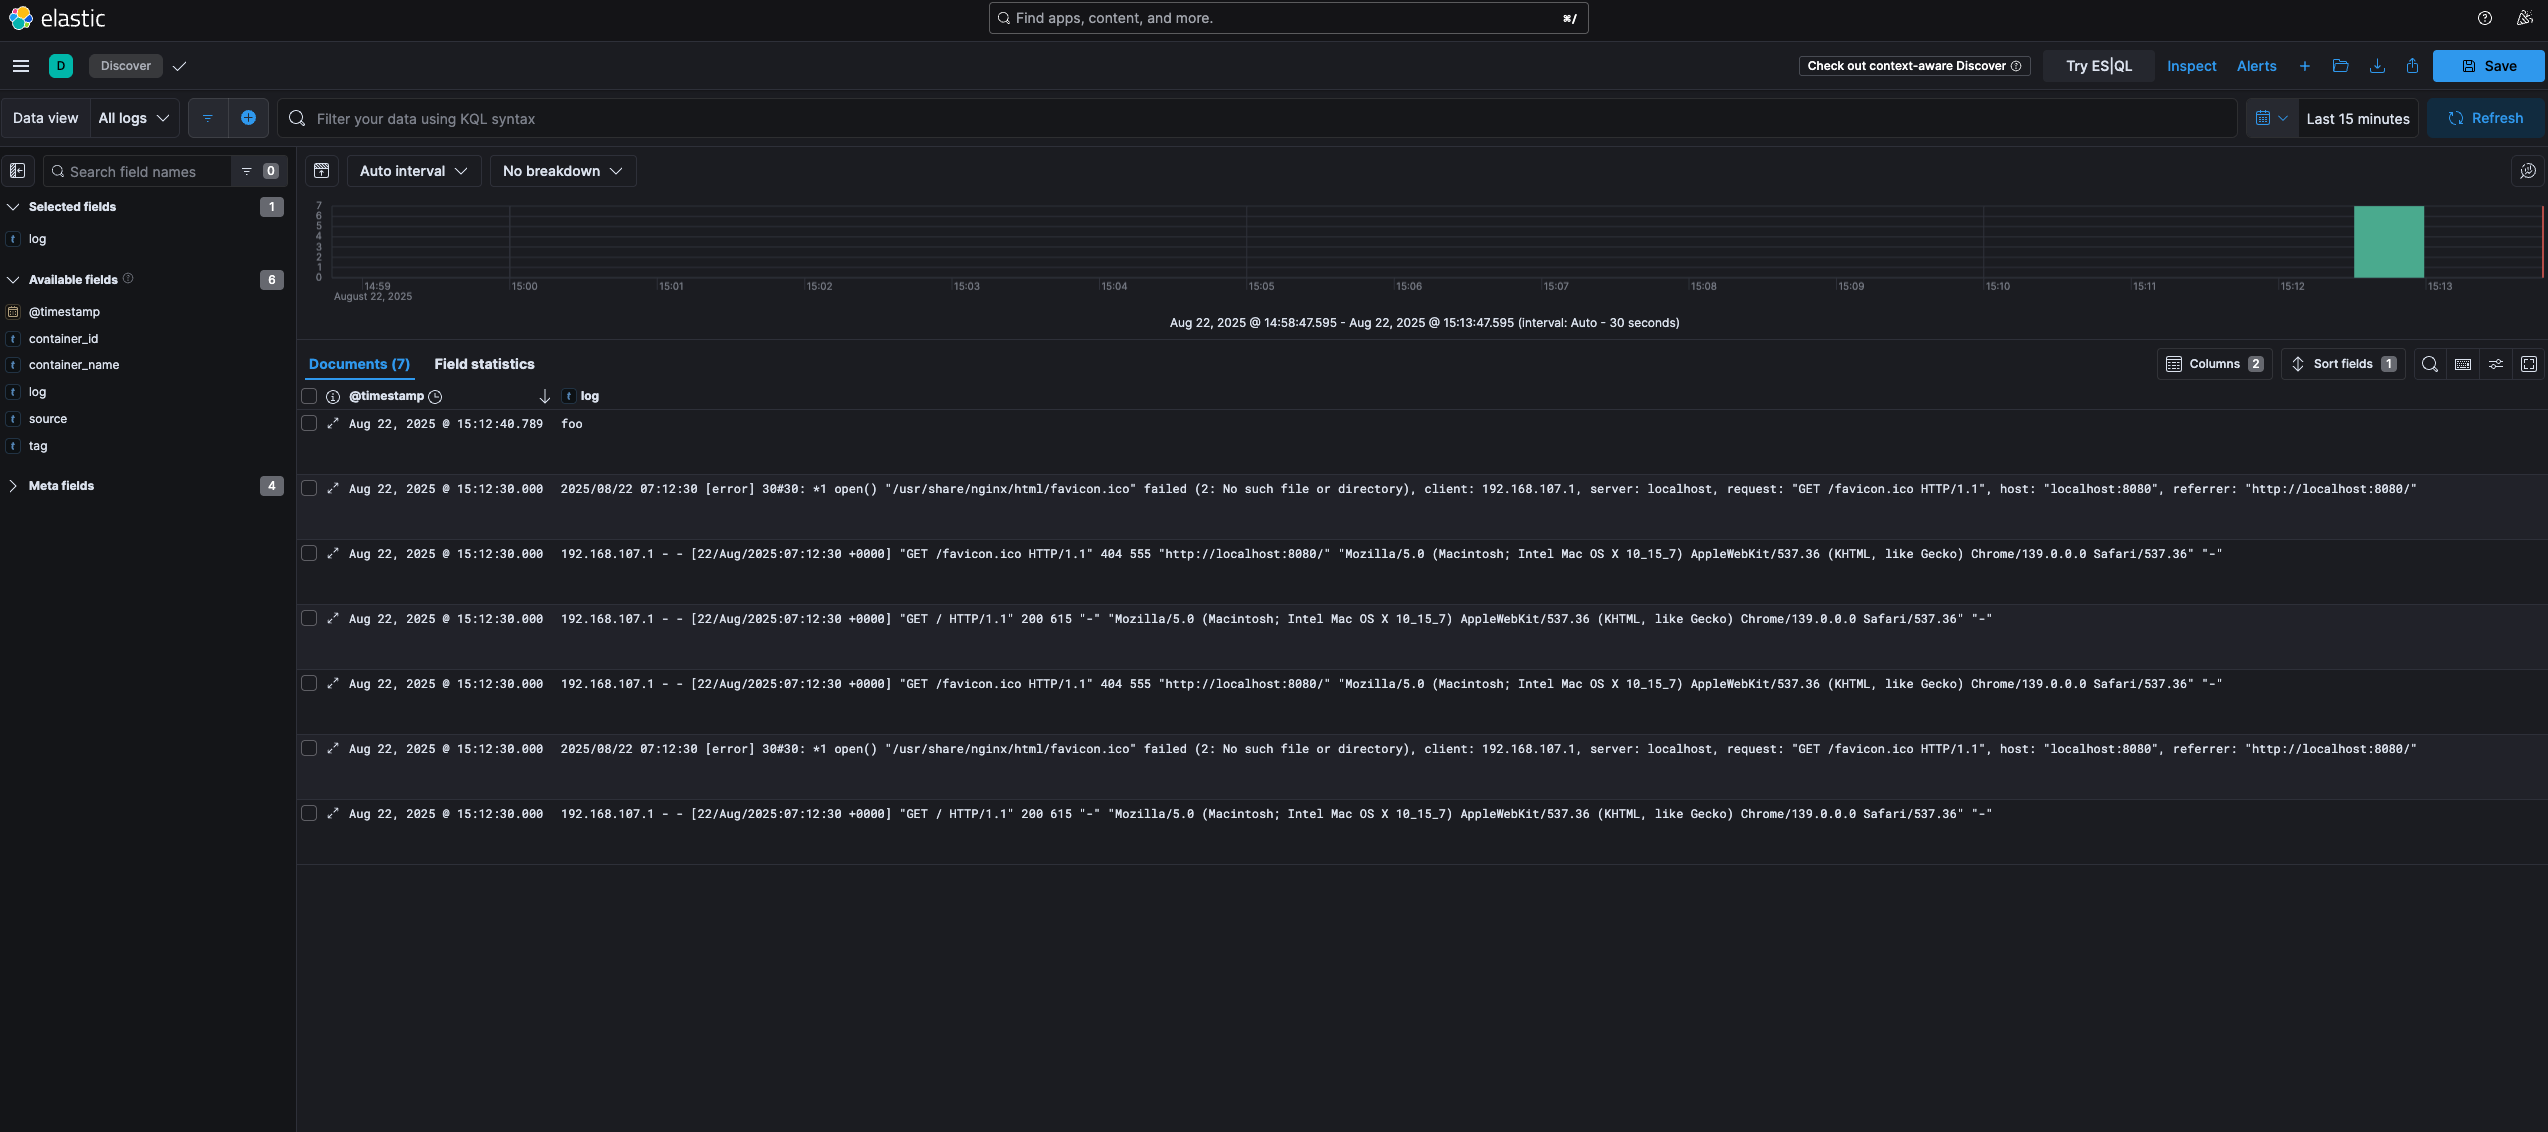 elastic
Find apps, content, and more.
⌘/
D
Discover
Check out context-aware Discover
Try ES|QL
Inspect
Alerts
Save
Data view
All logs
Filter your data using KQL syntax
Last 15 minutes
Refresh
Search field names
0
Auto interval
No breakdown
Selected fields
1
t log
Available fields
6
@timestamp
t container_id
t container_name
t log
t source
t tag
Meta fields
4
7
6
5
4
3
2
1
0
14:59
15:00
15:01
15:02
15:03
15:04
15:05
15:06
15:07
15:08
15:09
15:10
15:11
15:12
15:13
August 22, 2025
Aug 22, 2025 @ 14:58:47.595 - Aug 22, 2025 @ 15:13:47.595 (interval: Auto - 30 seconds)
Documents (7)
Field statistics
Columns 2
Sort fields 1
@timestamp
t log
Aug 22, 2025 @ 15:12:40.789 foo
Aug 22, 2025 @ 15:12:30.000 2025/08/22 07:12:30 [error] 30#30: *1 open() "/usr/share/nginx/html/favicon.ico" failed (2: No such file or directory), client: 192.168.107.1, server: localhost, request: "GET /favicon.ico HTTP/1.1", host: "localhost:8080", referrer: "http://localhost:8080/"
Aug 22, 2025 @ 15:12:30.000 192.168.107.1 - - [22/Aug/2025:07:12:30 +0000] "GET /favicon.ico HTTP/1.1" 404 555 "http://localhost:8080/" "Mozilla/5.0 (Macintosh; Intel Mac OS X 10_15_7) AppleWebKit/537.36 (KHTML, like Gecko) Chrome/139.0.0.0 Safari/537.36" "-"
Aug 22, 2025 @ 15:12:30.000 192.168.107.1 - - [22/Aug/2025:07:12:30 +0000] "GET / HTTP/1.1" 200 615 "-" "Mozilla/5.0 (Macintosh; Intel Mac OS X 10_15_7) AppleWebKit/537.36 (KHTML, like Gecko) Chrome/139.0.0.0 Safari/537.36" "-"
Aug 22, 2025 @ 15:12:30.000 192.168.107.1 - - [22/Aug/2025:07:12:30 +0000] "GET /favicon.ico HTTP/1.1" 404 555 "http://localhost:8080/" "Mozilla/5.0 (Macintosh; Intel Mac OS X 10_15_7) AppleWebKit/537.36 (KHTML, like Gecko) Chrome/139.0.0.0 Safari/537.36" "-"
Aug 22, 2025 @ 15:12:30.000 2025/08/22 07:12:30 [error] 30#30: *1 open() "/usr/share/nginx/html/favicon.ico" failed (2: No such file or directory), client: 192.168.107.1, server: localhost, request: "GET /favicon.ico HTTP/1.1", host: "localhost:8080", referrer: "http://localhost:8080/"
Aug 22, 2025 @ 15:12:30.000 192.168.107.1 - - [22/Aug/2025:07:12:30 +0000] "GET / HTTP/1.1" 200 615 "-" "Mozilla/5.0 (Macintosh; Intel Mac OS X 10_15_7) AppleWebKit/537.36 (KHTML, like Gecko) Chrome/139.0.0.0 Safari/537.36" "-"